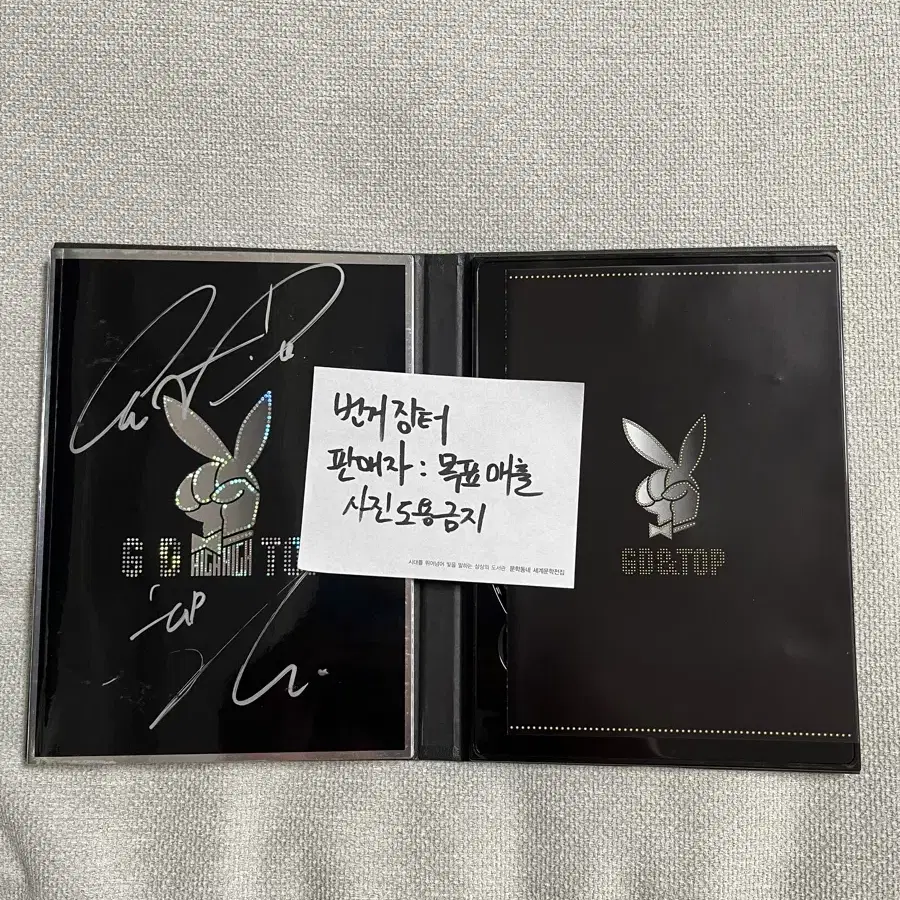 번개장터
판매자 : 목표매출
사진도용금지
시대를 뛰어넘어 빛을 발하는 상상의 도서관 문학동네 세계문학전집
GD&TOP